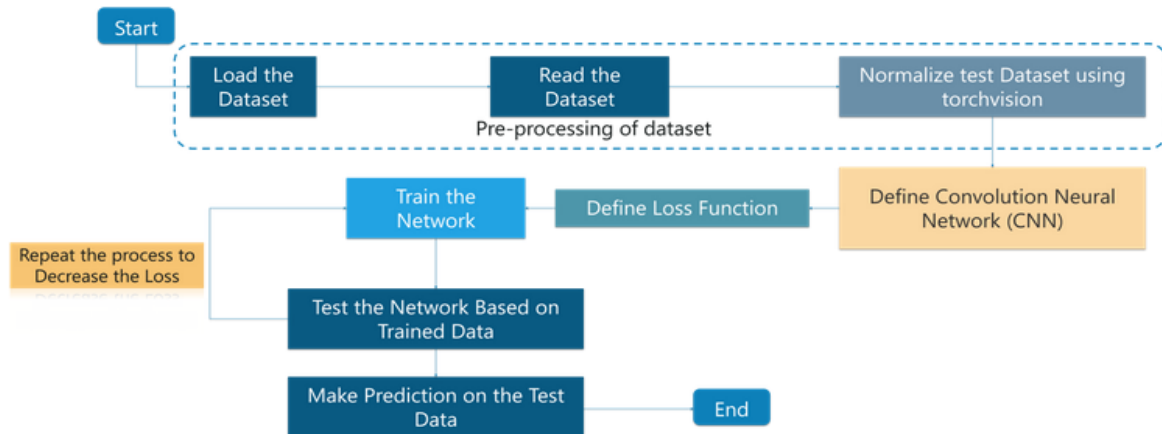 Start
Load the
Dataset
Read the
Dataset
Normalize test Dataset using
torchvision
Pre-processing of dataset
Define Convolution Neural
Network (CNN)
Define Loss Function
Train the
Network
Repeat the process to
Decrease the Loss
Test the Network Based on
Trained Data
Make Prediction on the Test
Data
End